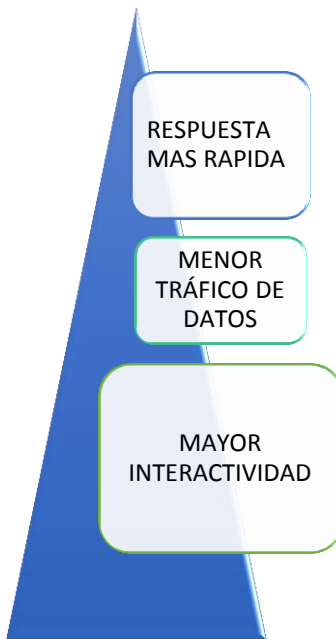 RESPUESTA
MAS RAPIDA
MENOR
TRÁFICO DE
DATOS
MAYOR
INTERACTIVIDAD